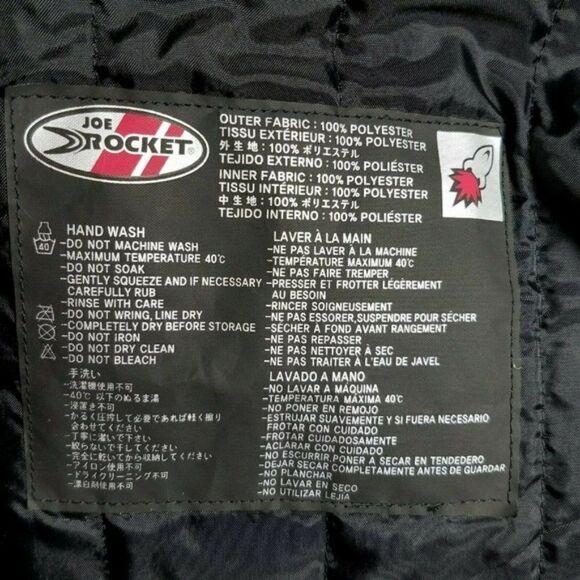 JOE
ROCKET®
OUTER FABRIC : 100% POLYESTER
TISSU EXTÉRIEUR : 100% POLYESTER
外生地 : 100% ポリエステル
TEJIDO EXTERNO : 100% POLIÉSTER
INNER FABRIC : 100% POLYESTER
TISSU INTÉRIEUR : 100% POLYESTER
中生地 : 100% ポリエステル
TEJIDO INTERNO : 100% POLIÉSTER
40
HAND WASH
-DO NOT MACHINE WASH
-MAXIMUM TEMPERATURE 40℃
-DO NOT SOAK
-GENTLY SQUEEZE AND IF NECESSARY
CAREFULLY RUB
-RINSE WITH CARE
-DO NOT WRING, LINE DRY
-COMPLETELY DRY BEFORE STORAGE
-DO NOT IRON
-DO NOT DRY CLEAN
-DO NOT BLEACH
手洗い
-洗濯機使用不可
-40℃ 以下のぬるま湯
-浸置き不可
-かるく圧搾して必要であれば軽く擦り
合わせてください
-丁寧に濯いで下さい
-絞らないで干してください
-完全に乾いてから収納してください
-アイロン使用不可
-ドライクリーニング不可
-漂白剤使用不可
LAVER À LA MAIN
-NE PAS LAVER À LA MACHINE
-TEMPÉRATURE MAXIMUM 40℃
-NE PAS FAIRE TREMPER
-PRESSER ET FROTTER LÉGÈREMENT
AU BESOIN
-RINCER SOIGNEUSEMENT
-NE PAS ESSORER, SUSPENDRE POUR SÉCHER
-SÉCHER À FOND AVANT RANGEMENT
-NE PAS REPASSER
-NE PAS NETTOYER À SEC
-NE PAS TRAITER À L'EAU DE JAVEL
LAVADO A MANO
-NO LAVAR A MÁQUINA
-TEMPERATURA MÁXIMA 40℃
-NO PONER EN REMOJO
-ESTRUJAR SUAVEMENTE Y SI FUERA NECESARIO
FROTAR CON CUIDADO
-FROTAR CUIDADOSAMENTE
-ACLARAR CON CUIDADO
-NO ESCURRIR, PONER A SECAR EN TENDEDERO
-DEJAR SECAR COMPLETAMENTE ANTES DE GUARDAR
-NO PLANCHAR
-NO LAVAR EN SECO
-NO UTILIZAR LEJÍA